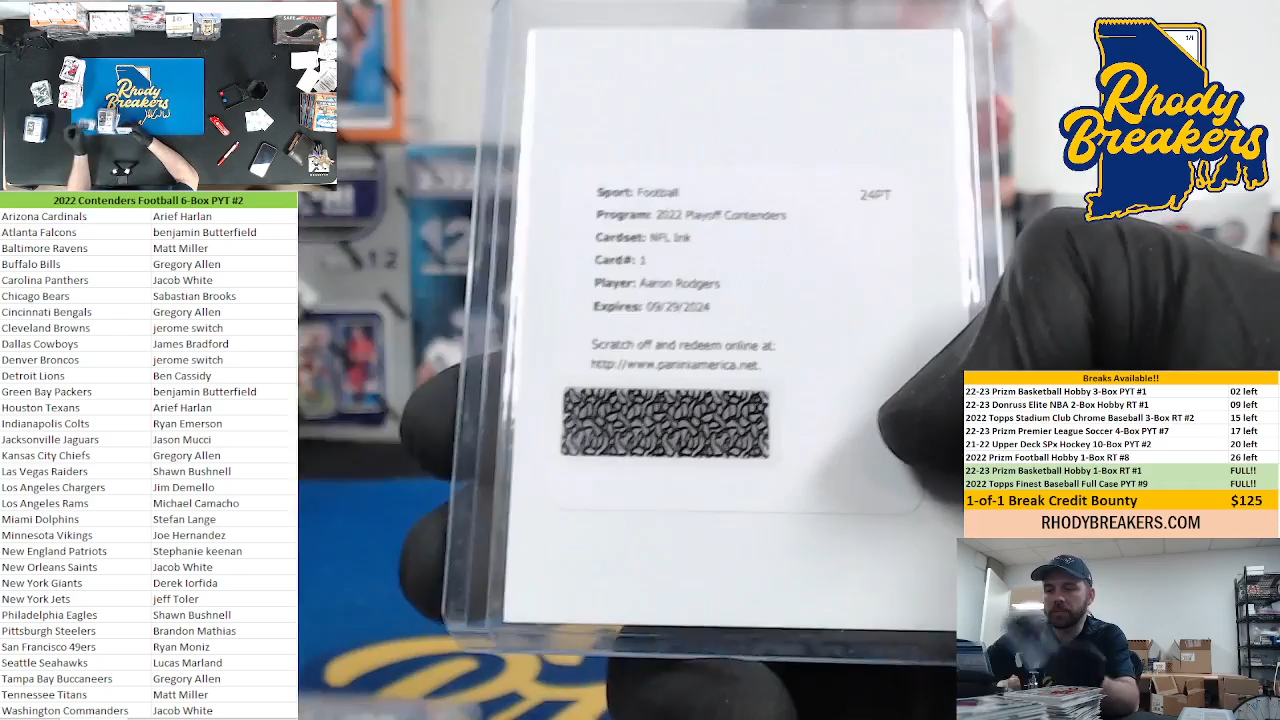 SAFE GUARD
Rhody
Breakers
2022 Contenders Football 6-Box PYT #2
Arizona Cardinals Arief Harlan
Atlanta Falcons benjamin Butterfield
Baltimore Ravens Matt Miller
Buffalo Bills Gregory Allen
Carolina Panthers Jacob White
Chicago Bears Sabastian Brooks
Cincinnati Bengals Gregory Allen
Cleveland Browns jerome switch
Dallas Cowboys James Bradford
Denver Broncos jerome switch
Detroit Lions Ben Cassidy
Green Bay Packers benjamin Butterfield
Houston Texans Arief Harlan
Indianapolis Colts Ryan Emerson
Jacksonville Jaguars Jason Mucci
Kansas City Chiefs Gregory Allen
Las Vegas Raiders Shawn Bushnell
Los Angeles Chargers Jim Demello
Los Angeles Rams Michael Camacho
Miami Dolphins Stefan Lange
Minnesota Vikings Joe Hernandez
New England Patriots Stephanie keenan
New Orleans Saints Jacob White
New York Giants Derek Iorfida
New York Jets jeff Toler
Philadelphia Eagles Shawn Bushnell
Pittsburgh Steelers Brandon Mathias
San Francisco 49ers Ryan Moniz
Seattle Seahawks Lucas Marland
Tampa Bay Buccaneers Gregory Allen
Tennessee Titans Matt Miller
Washington Commanders Jacob White
Sport: Football 24PT
Program: 2022 Playoff Contenders
Cardset: NFL Ink
Card#: 1
Player: Aaron Rodgers
Expires: 09/29/2024
Scratch off and redeem online at:
http://www.paniniamerica.net.
1/1
Rhody
Breakers
Breaks Available!!
22-23 Prizm Basketball Hobby 3-Box PYT #1 02 left
22-23 Donruss Elite NBA 2-Box Hobby RT #1 09 left
2022 Topps Stadium Club Chrome Baseball 3-Box RT #2 15 left
22-23 Prizm Premier League Soccer 4-Box PYT #7 17 left
21-22 Upper Deck SPx Hockey 10-Box PYT #2 20 left
2022 Prizm Football Hobby 1-Box RT #8 26 left
22-23 Prizm Basketball Hobby 1-Box RT #1 FULL!!
2022 Topps Finest Baseball Full Case PYT #9 FULL!!
1-of-1 Break Credit Bounty $125
RHODYBREAKERS.COM